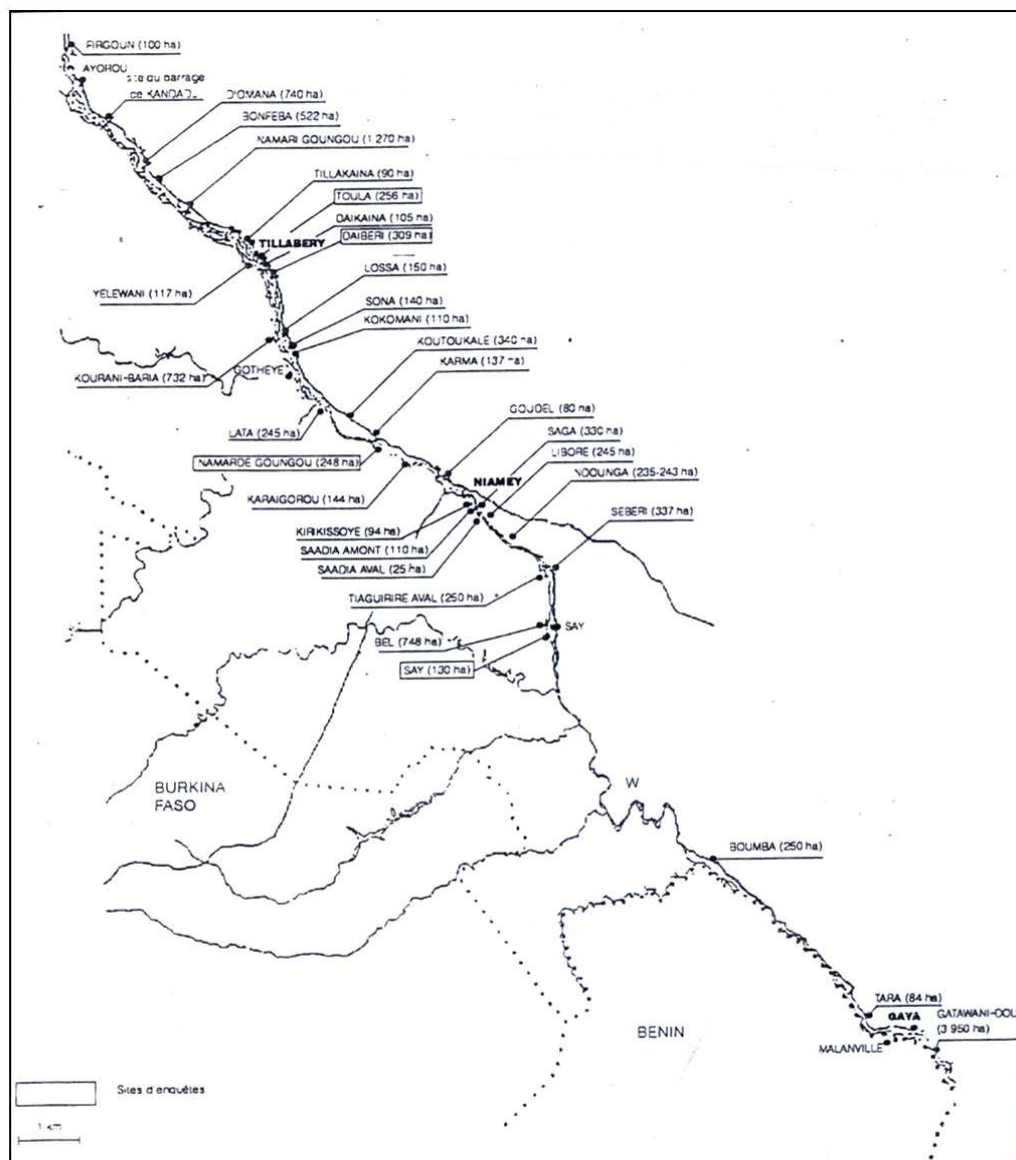 FIRGOUN (100 ha)
AYOROU
site du barrage
de KANDADJ
DJOMANA (740 ha)
BONFEBA (522 ha)
NAMARI GOUNGOU (1 270 ha)
TILLAKAINA (90 ha)
TOULA (256 ha)
DAIKAINA (105 ha)
TILLABERY
DAIBERI (309 ha)
LOSSA (150 ha)
YELEWANI (117 ha)
SONA (140 ha)
KOKOMANI (110 ha)
KOUTOUKALE (340 ha)
KARMA (137 ha)
KOURANI-BARIA (732 ha)
GOTHEYE
GOUDEL (80 ha)
LATA (245 ha)
SAGA (330 ha)
LIBORE (245 ha)
NAMARDE GOUNGOU (248 ha)
NIAMEY
NDOUNGA (235-243 ha)
KARAIGOROU (144 ha)
SEBERI (337 ha)
KIRIKISSOYE (94 ha)
SAADIA AMONT (110 ha)
SAADIA AVAL (25 ha)
TIAGUIRIRE AVAL (250 ha)
SAY
BEL (748 ha)
SAY (130 ha)
BURKINA
FASO
W
BOUMBA (250 ha)
TARA (84 ha)
GAYA
GATAWANI-DOU
(3 950 ha)
BENIN
MALANVILLE
Sites d'enquêtes
1 km